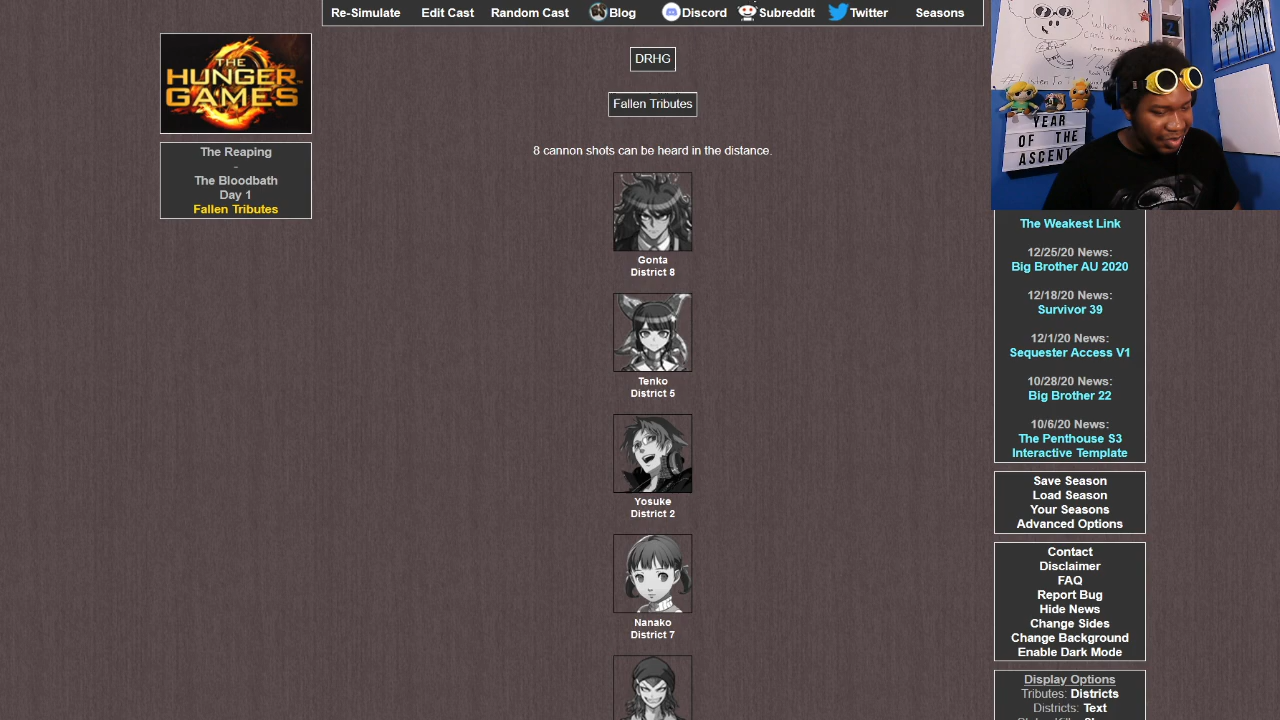 Re-Simulate Edit Cast Random Cast Blog Discord Subreddit Twitter Seasons
THE
HUNGER
GAMES
The Reaping
-
The Bloodbath
Day 1
Fallen Tributes
DRHG
Fallen Tributes
8 cannon shots can be heard in the distance.
Gonta
District 8
Tenko
District 5
Yosuke
District 2
Nanako
District 7
YEAR
OF THE
ASCENT
The Weakest Link
12/25/20 News:
Big Brother AU 2020
12/18/20 News:
Survivor 39
12/1/20 News:
Sequester Access V1
10/28/20 News:
Big Brother 22
10/6/20 News:
The Penthouse S3
Interactive Template
Save Season
Load Season
Your Seasons
Advanced Options
Contact
Disclaimer
FAQ
Report Bug
Hide News
Change Sides
Change Background
Enable Dark Mode
Display Options
Tributes: Districts
Districts: Text